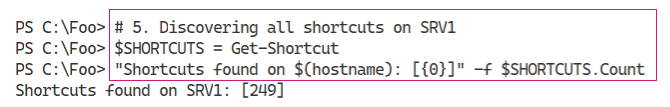 PS C:\Foo> # 5. Discovering all shortcuts on SRV1
PS C:\Foo> $SHORTCUTS = Get-Shortcut
PS C:\Foo> "Shortcuts found on $(hostname): [{0}]" -f $SHORTCUTS.Count
Shortcuts found on SRV1: [249]